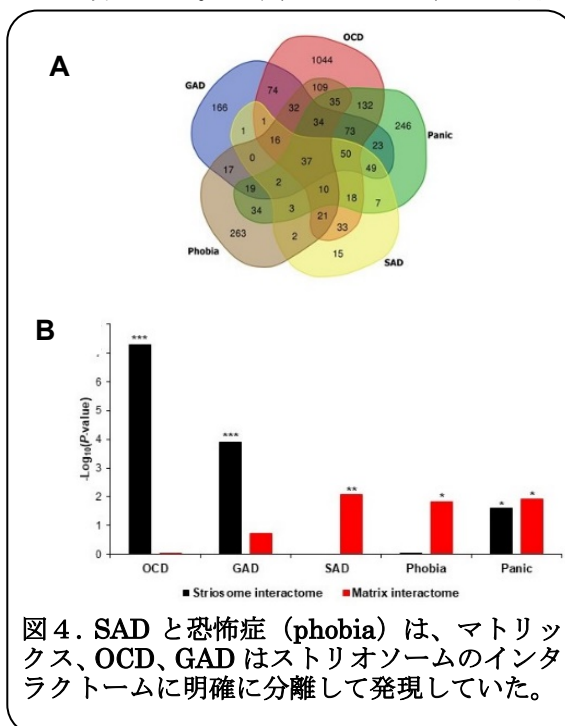 A
OCD
1044
GAD
74
109
32
35
132
166
34
Panic
1
1
73
246
16
23
50
0
37
49
17
2
19
10
18
7
34
3
21
33
263
2
Phobia
15
SAD
B
-Log₁₀(P.value)
***
6
5
***
4
3
**
2
*
*
*
1
0
OCD
GAD
SAD
Phobia
Panic
■ Striosome interactome ■ Matrix interactome
図４. SAD と恐怖症（phobia）は、マトリッ
クス、OCD、GAD はストリオソームのインタ
ラクトームに明確に分離して発現していた。